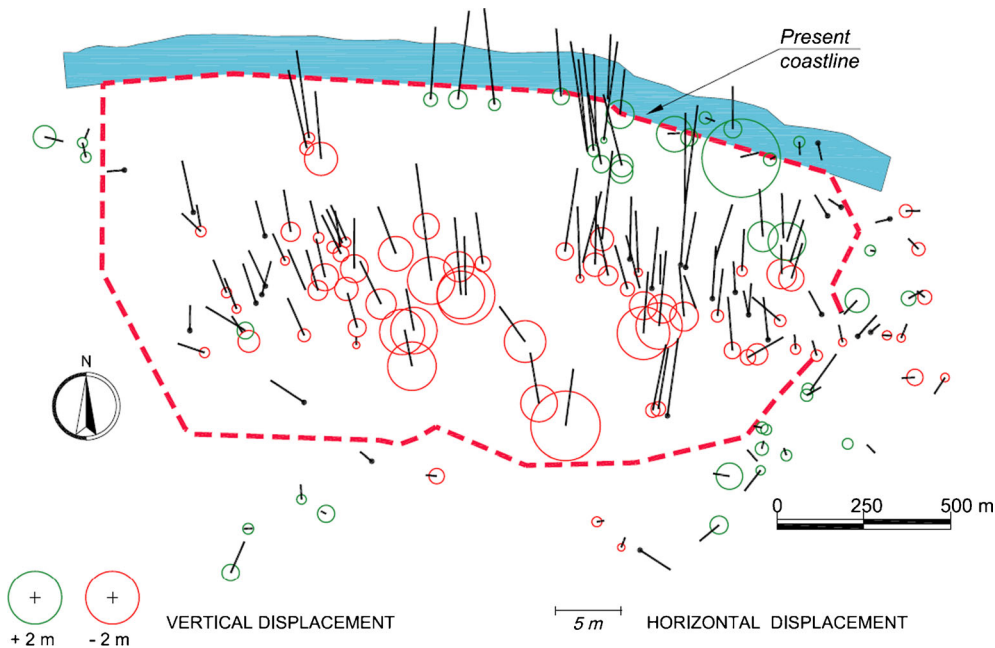 Present
coastline
N
0 250 500 m
+ 2 m - 2 m VERTICAL DISPLACEMENT
5 m HORIZONTAL DISPLACEMENT